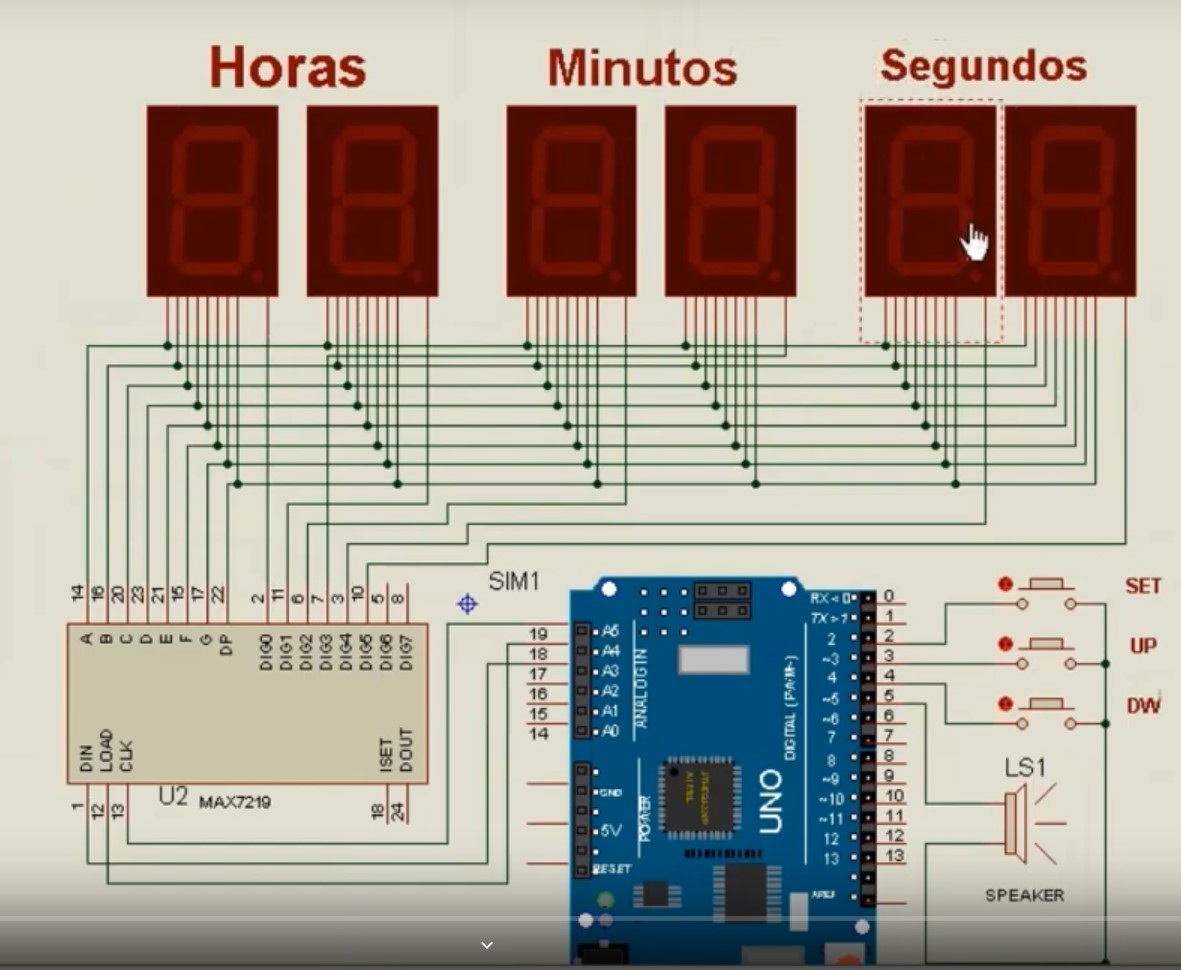 Horas Minutos Segundos
14 16 20 23 21 15 17 22 2 11 6 7 3 10 5 8
A B C D E F G DP DIG0 DIG1 DIG2 DIG3 DIG4 DIG5 DIG6 DIG7
DIN LOAD CLK ISET DOUT
1 12 13 18 24
U2 MAX7219
SIM1
19 A5
18 A4
17 A3
16 A2
15 A1
14 A0
ANALOG IN
GND
5V
POWER
RESET
UNO
DIGITAL (PWM~)
RX < 0 0
TX > 1 1
2 2
~3 3
4 4
~5 5
~6 6
7 7
8 8
~9 9
~10 10
~11 11
12 12
13 13
AREF
SET
UP
DW
LS1
SPEAKER